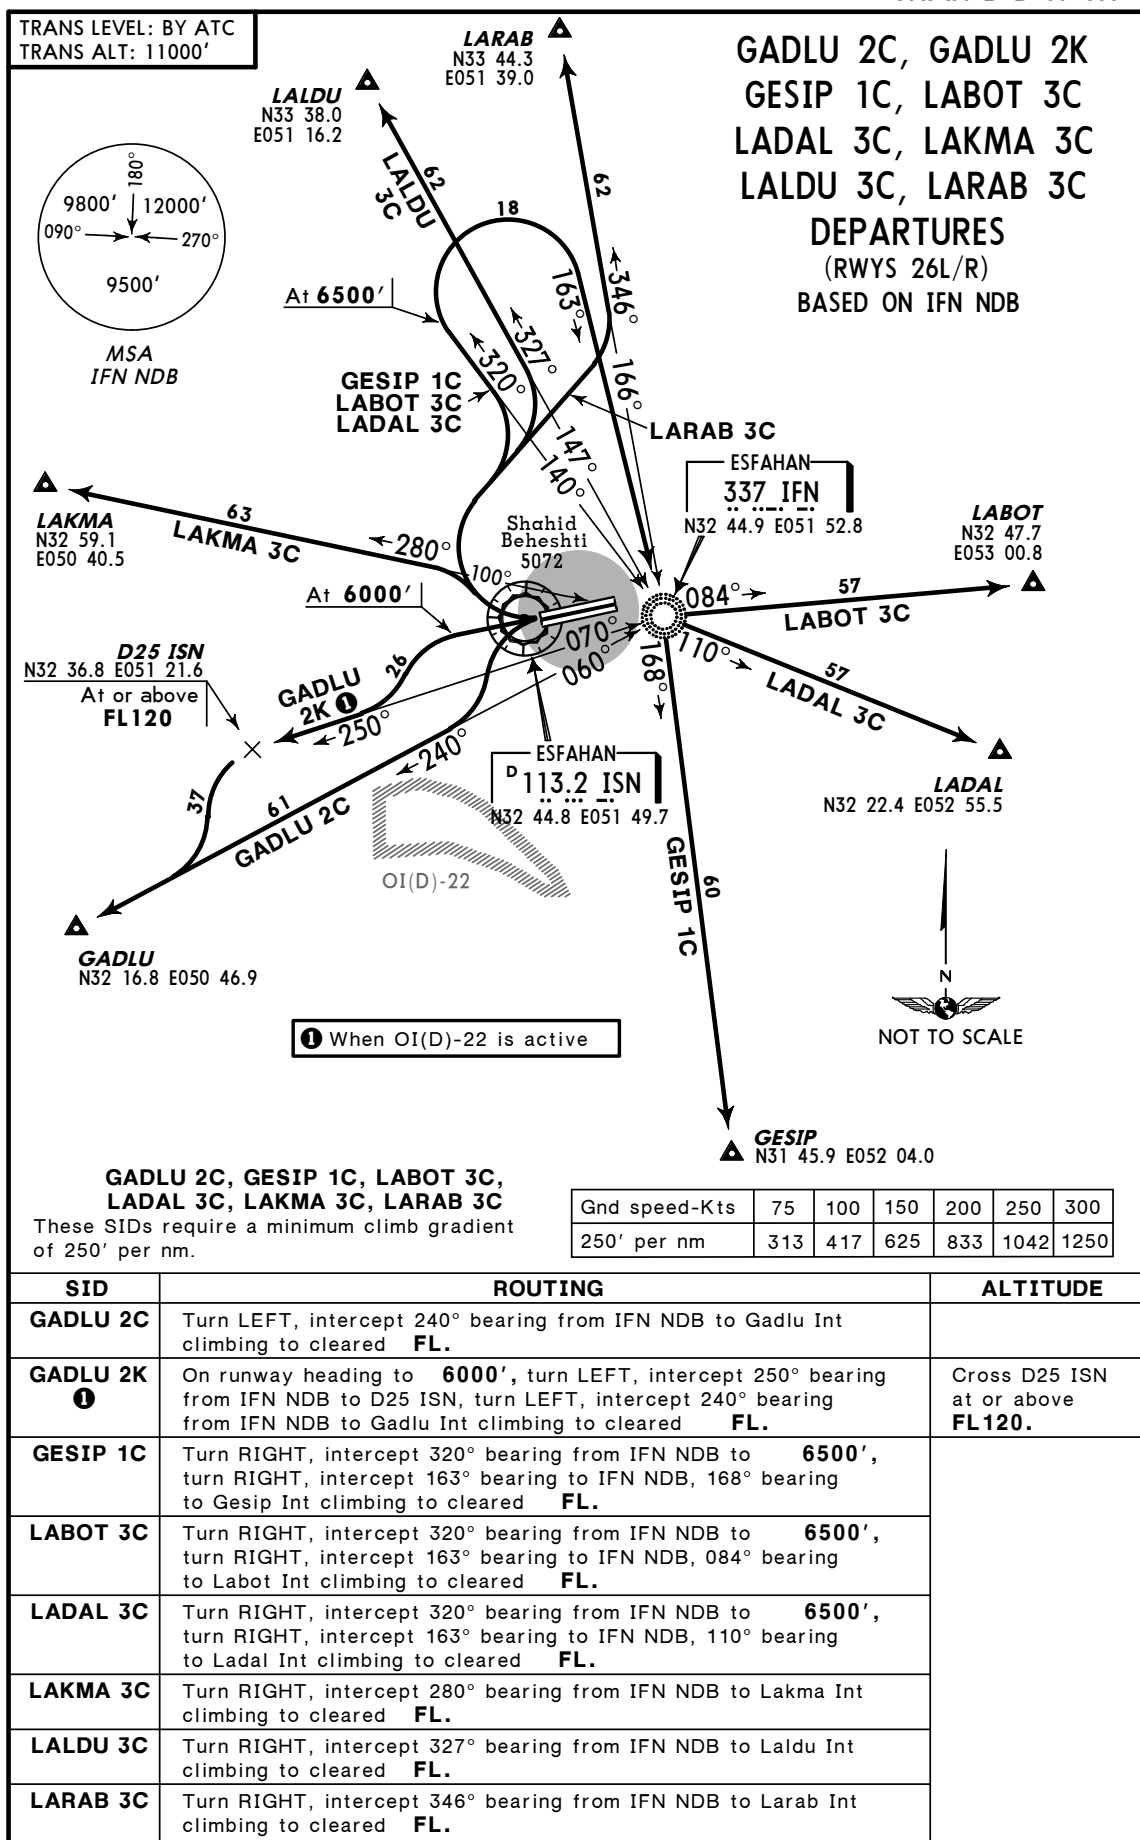 TRANS LEVEL: BY ATC
TRANS ALT: 11000'
GADLU 2C, GADLU 2K
GESIP 1C, LABOT 3C
LADAL 3C, LAKMA 3C
LALDU 3C, LARAB 3C
DEPARTURES
(RWYS 26L/R)
BASED ON IFN NDB
LARAB
N33 44.3
E051 39.0
LALDU
N33 38.0
E051 16.2
180°
9800'
12000'
090°
270°
9500'
MSA
IFN NDB
62
LALDU
3C
62
18
At 6500'
163°
346°
320°
327°
166°
GESIP 1C
LABOT 3C
LADAL 3C
LARAB 3C
147°
140°
ESFAHAN
337 IFN
N32 44.9 E051 52.8
LAKMA
N32 59.1
E050 40.5
63
LAKMA 3C
280°
100°
Shahid
Beheshti
5072
LABOT
N32 47.7
E053 00.8
084°
57
LABOT 3C
At 6000'
070°
060°
168°
110°
57
LADAL 3C
D25 ISN
N32 36.8 E051 21.6
At or above
FL120
26
GADLU
2K 1
250°
240°
ESFAHAN
D 113.2 ISN
N32 44.8 E051 49.7
LADAL
N32 22.4 E052 55.5
37
61
GADLU 2C
OI(D)-22
60
GESIP 1C
GADLU
N32 16.8 E050 46.9
N
NOT TO SCALE
1 When OI(D)-22 is active
GESIP
N31 45.9 E052 04.0
GADLU 2C, GESIP 1C, LABOT 3C,
LADAL 3C, LAKMA 3C, LARAB 3C
These SIDs require a minimum climb gradient
of 250' per nm.
Gnd speed-Kts 75 100 150 200 250 300
250' per nm 313 417 625 833 1042 1250
SID ROUTING ALTITUDE
GADLU 2C Turn LEFT, intercept 240° bearing from IFN NDB to Gadlu Int
climbing to cleared FL.
GADLU 2K On runway heading to 6000', turn LEFT, intercept 250° bearing Cross D25 ISN
1 from IFN NDB to D25 ISN, turn LEFT, intercept 240° bearing at or above
from IFN NDB to Gadlu Int climbing to cleared FL. FL120.
GESIP 1C Turn RIGHT, intercept 320° bearing from IFN NDB to 6500',
turn RIGHT, intercept 163° bearing to IFN NDB, 168° bearing
to Gesip Int climbing to cleared FL.
LABOT 3C Turn RIGHT, intercept 320° bearing from IFN NDB to 6500',
turn RIGHT, intercept 163° bearing to IFN NDB, 084° bearing
to Labot Int climbing to cleared FL.
LADAL 3C Turn RIGHT, intercept 320° bearing from IFN NDB to 6500',
turn RIGHT, intercept 163° bearing to IFN NDB, 110° bearing
to Ladal Int climbing to cleared FL.
LAKMA 3C Turn RIGHT, intercept 280° bearing from IFN NDB to Lakma Int
climbing to cleared FL.
LALDU 3C Turn RIGHT, intercept 327° bearing from IFN NDB to Laldu Int
climbing to cleared FL.
LARAB 3C Turn RIGHT, intercept 346° bearing from IFN NDB to Larab Int
climbing to cleared FL.